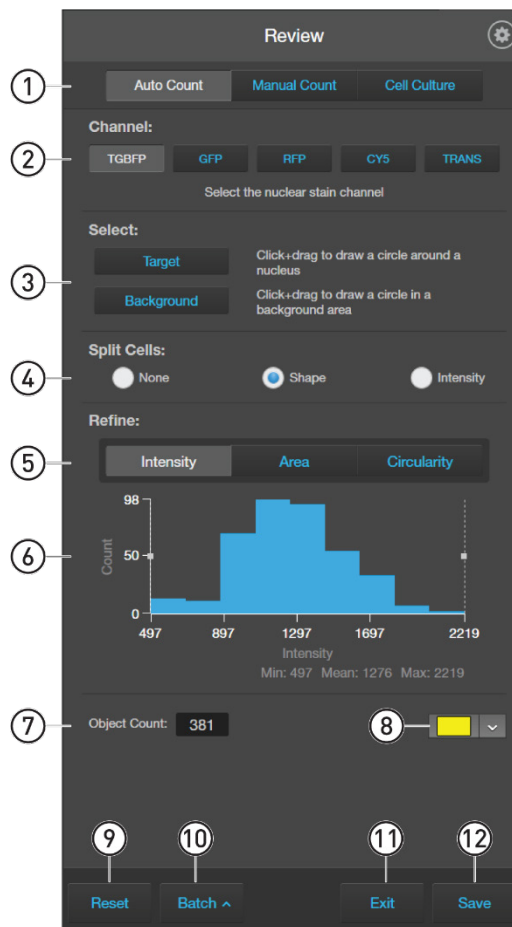 Review
1
Auto Count Manual Count Cell Culture
Channel:
2
TGBFP GFP RFP CY5 TRANS
Select the nuclear stain channel
Select:
3
Target
Click+drag to draw a circle around a
nucleus
Background
Click+drag to draw a circle in a
background area
Split Cells:
4
None Shape Intensity
Refine:
5
Intensity Area Circularity
6
98
50
0
Count
497 897 1297 1697 2219
Intensity
Min: 497 Mean: 1276 Max: 2219
7
Object Count: 381
8
9 10 11 12
Reset Batch Exit Save